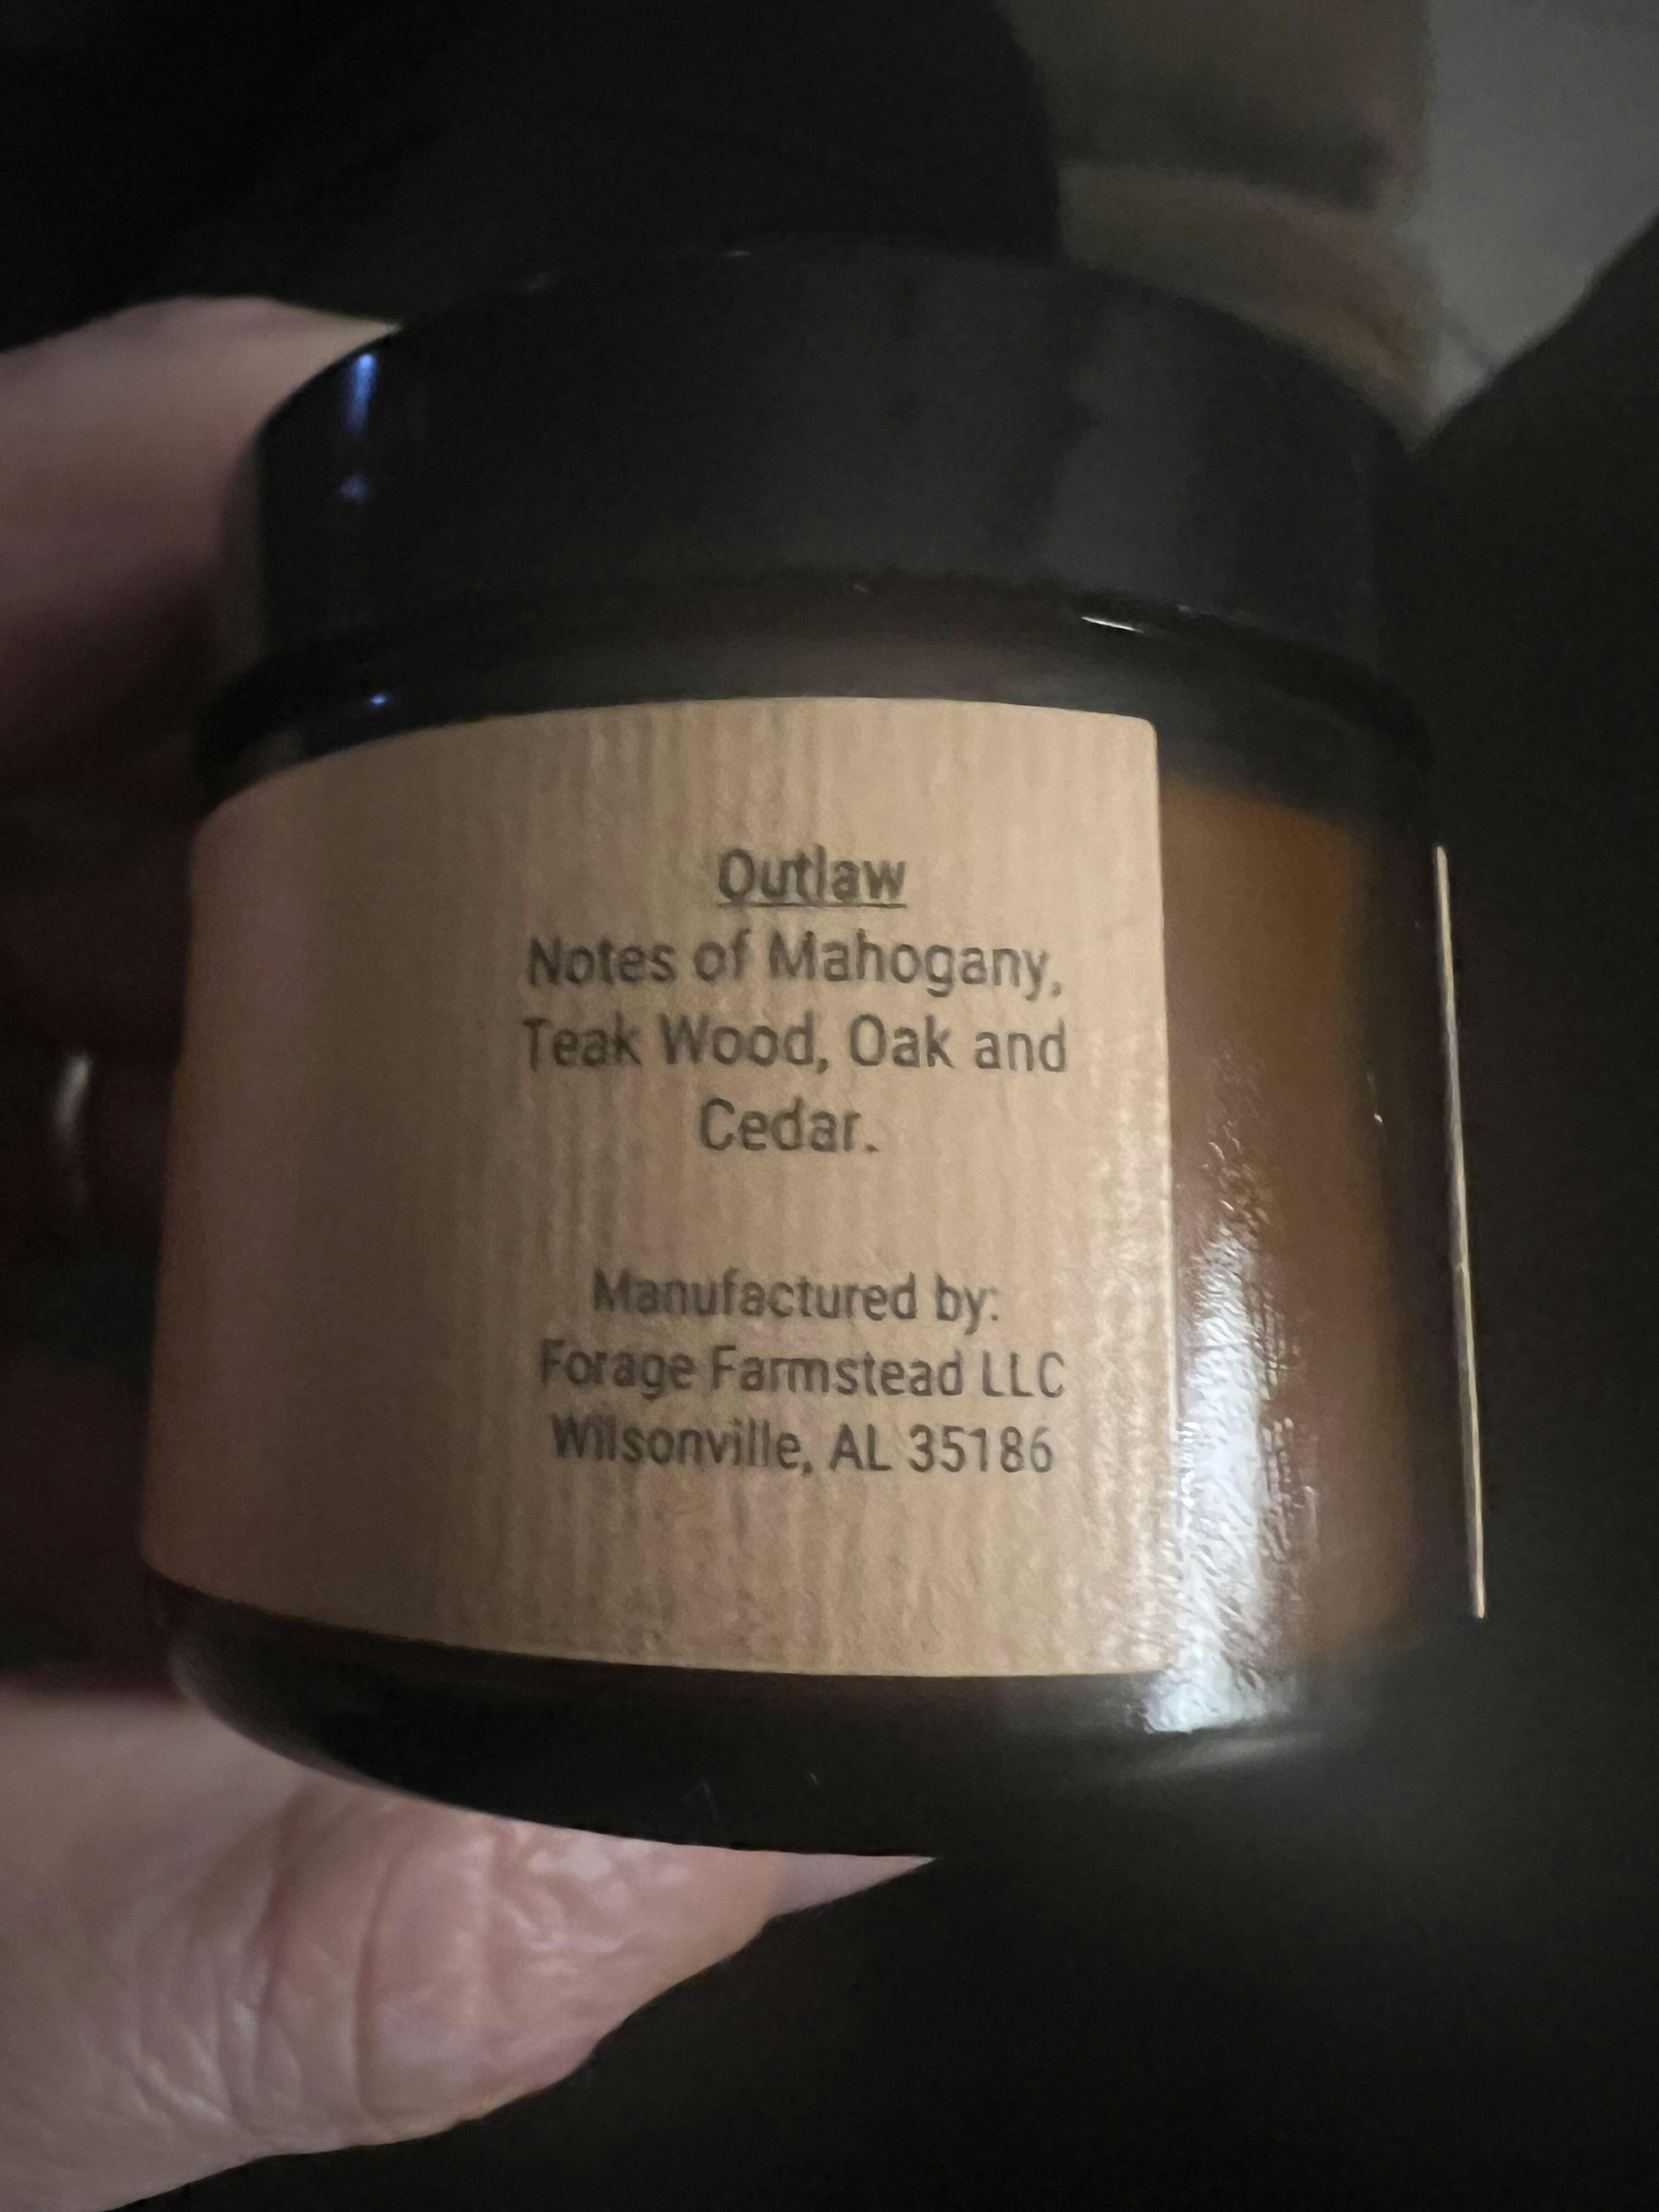 Outlaw
Notes of Mahogany,
Teak Wood, Oak and
Cedar.
Manufactured by:
Forage Farmstead LLC
Wilsonville, AL 35186